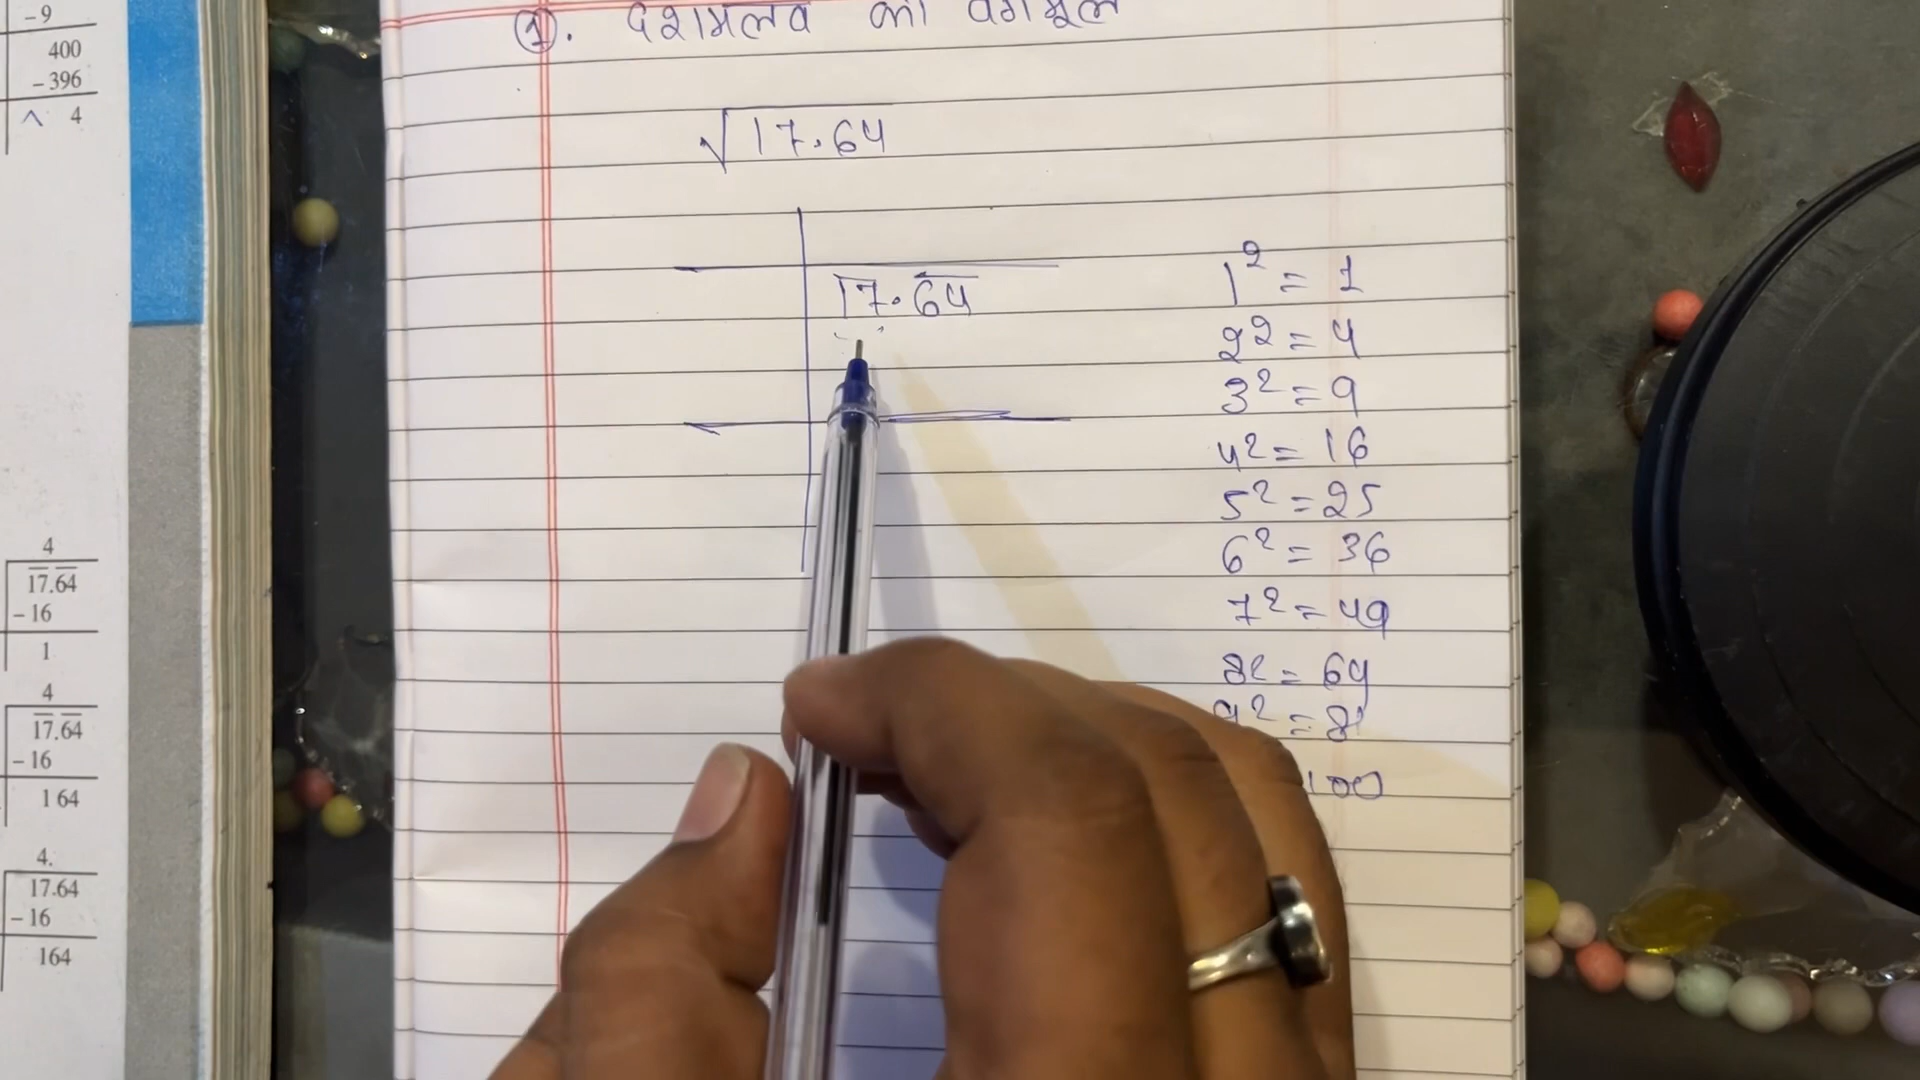 -9
400
-396
4
4
17.64
-16
1
4
17.64
-16
164
4.
17.64
-16
164
①. दशमलव का वर्गमूल
√17.64
17.64
1² = 1
2² = 4
3² = 9
4² = 16
5² = 25
6² = 36
7² = 49
8² = 64
9² = 81
100